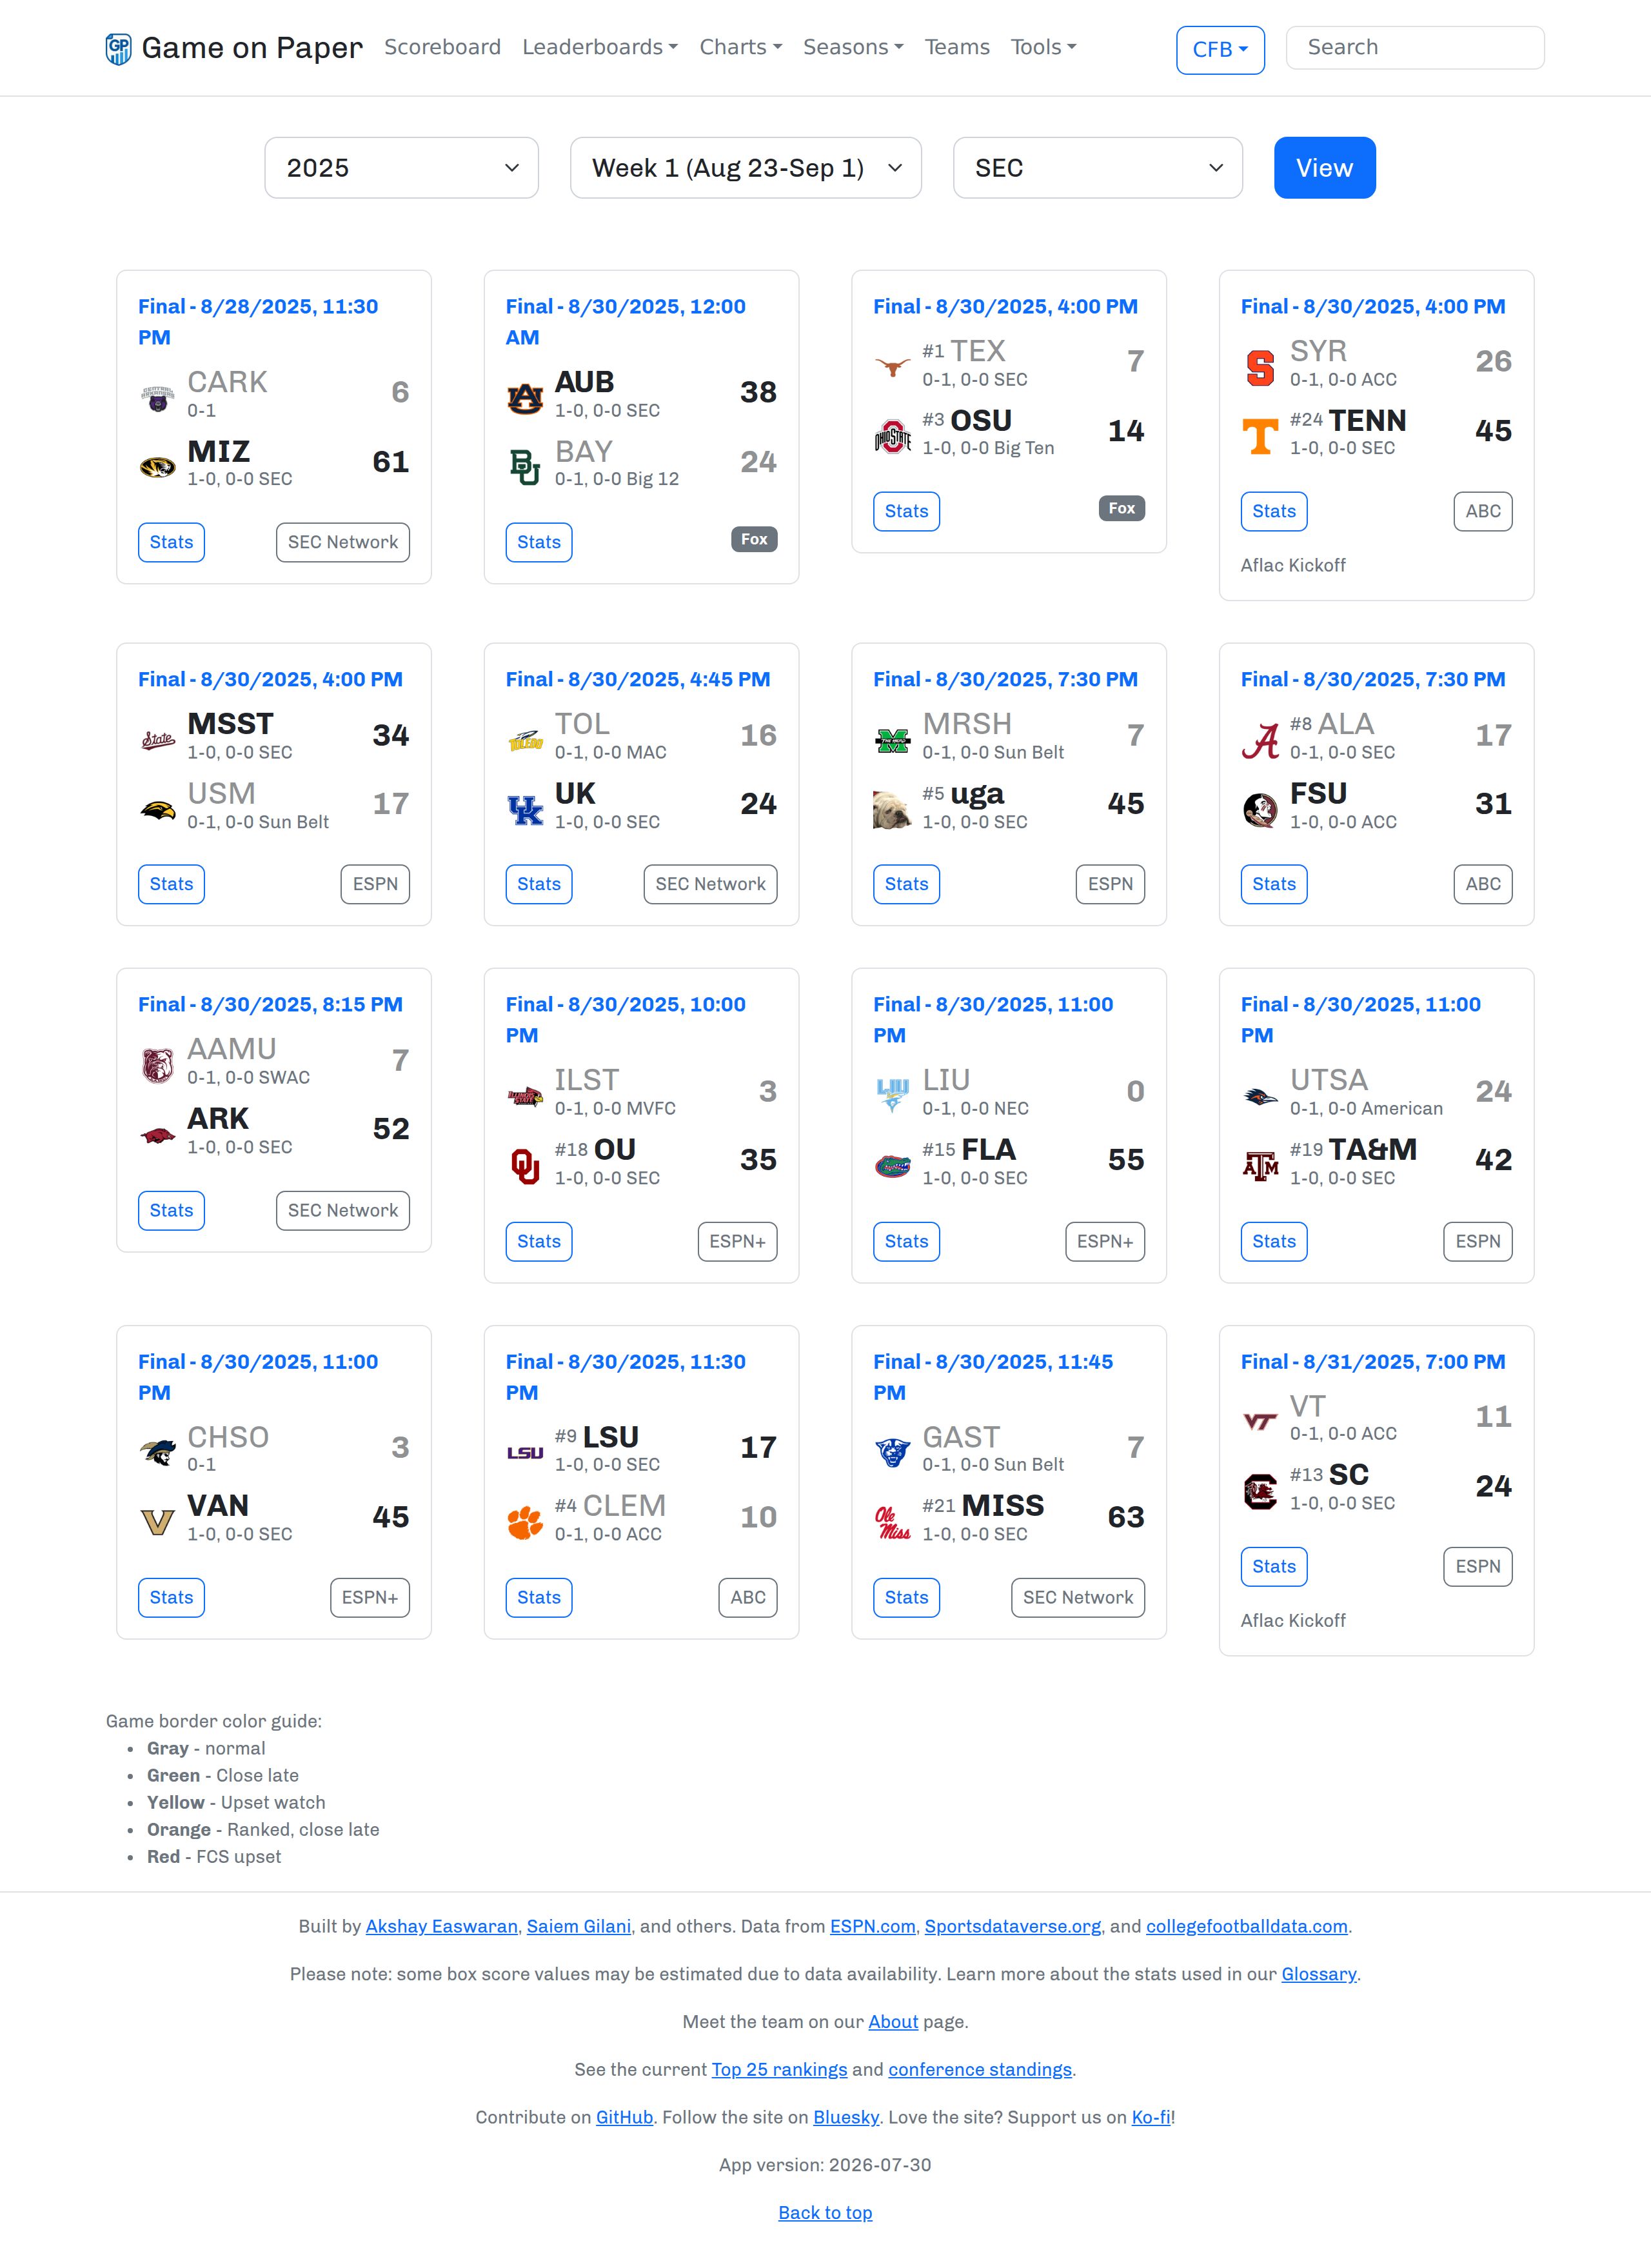 GP Game on Paper Scoreboard Leaderboards Charts Seasons Teams Tools CFB Search
2025 Week 1 (Aug 23-Sep 1) SEC View
Final - 8/28/2025, 11:30 PM
CARK 6
0-1
MIZ 61
1-0, 0-0 SEC
Stats SEC Network
Final - 8/30/2025, 12:00 AM
AUB 38
1-0, 0-0 SEC
BAY 24
0-1, 0-0 Big 12
Stats Fox
Final - 8/30/2025, 4:00 PM
#1 TEX 7
0-1, 0-0 SEC
#3 OSU 14
1-0, 0-0 Big Ten
Stats Fox
Final - 8/30/2025, 4:00 PM
SYR 26
0-1, 0-0 ACC
#24 TENN 45
1-0, 0-0 SEC
Stats ABC
Aflac Kickoff
Final - 8/30/2025, 4:00 PM
MSST 34
1-0, 0-0 SEC
USM 17
0-1, 0-0 Sun Belt
Stats ESPN
Final - 8/30/2025, 4:45 PM
TOL 16
0-1, 0-0 MAC
UK 24
1-0, 0-0 SEC
Stats SEC Network
Final - 8/30/2025, 7:30 PM
MRSH 7
0-1, 0-0 Sun Belt
#5 uga 45
1-0, 0-0 SEC
Stats ESPN
Final - 8/30/2025, 7:30 PM
#8 ALA 17
0-1, 0-0 SEC
FSU 31
1-0, 0-0 ACC
Stats ABC
Final - 8/30/2025, 8:15 PM
AAMU 7
0-1, 0-0 SWAC
ARK 52
1-0, 0-0 SEC
Stats SEC Network
Final - 8/30/2025, 10:00 PM
ILST 3
0-1, 0-0 MVFC
#18 OU 35
1-0, 0-0 SEC
Stats ESPN+
Final - 8/30/2025, 11:00 PM
LIU 0
0-1, 0-0 NEC
#15 FLA 55
1-0, 0-0 SEC
Stats ESPN+
Final - 8/30/2025, 11:00 PM
UTSA 24
0-1, 0-0 American
#19 TA&M 42
1-0, 0-0 SEC
Stats ESPN
Final - 8/30/2025, 11:00 PM
CHSO 3
0-1
VAN 45
1-0, 0-0 SEC
Stats ESPN+
Final - 8/30/2025, 11:30 PM
#9 LSU 17
1-0, 0-0 SEC
#4 CLEM 10
0-1, 0-0 ACC
Stats ABC
Final - 8/30/2025, 11:45 PM
GAST 7
0-1, 0-0 Sun Belt
#21 MISS 63
1-0, 0-0 SEC
Stats SEC Network
Final - 8/31/2025, 7:00 PM
VT 11
0-1, 0-0 ACC
#13 SC 24
1-0, 0-0 SEC
Stats ESPN
Aflac Kickoff
Game border color guide:
• Gray - normal
• Green - Close late
• Yellow - Upset watch
• Orange - Ranked, close late
• Red - FCS upset
Built by Akshay Easwaran, Saiem Gilani, and others. Data from ESPN.com, Sportsdataverse.org, and collegefootballdata.com.
Please note: some box score values may be estimated due to data availability. Learn more about the stats used in our Glossary.
Meet the team on our About page.
See the current Top 25 rankings and conference standings.
Contribute on GitHub. Follow the site on Bluesky. Love the site? Support us on Ko-fi!
App version: 2026-07-30
Back to top